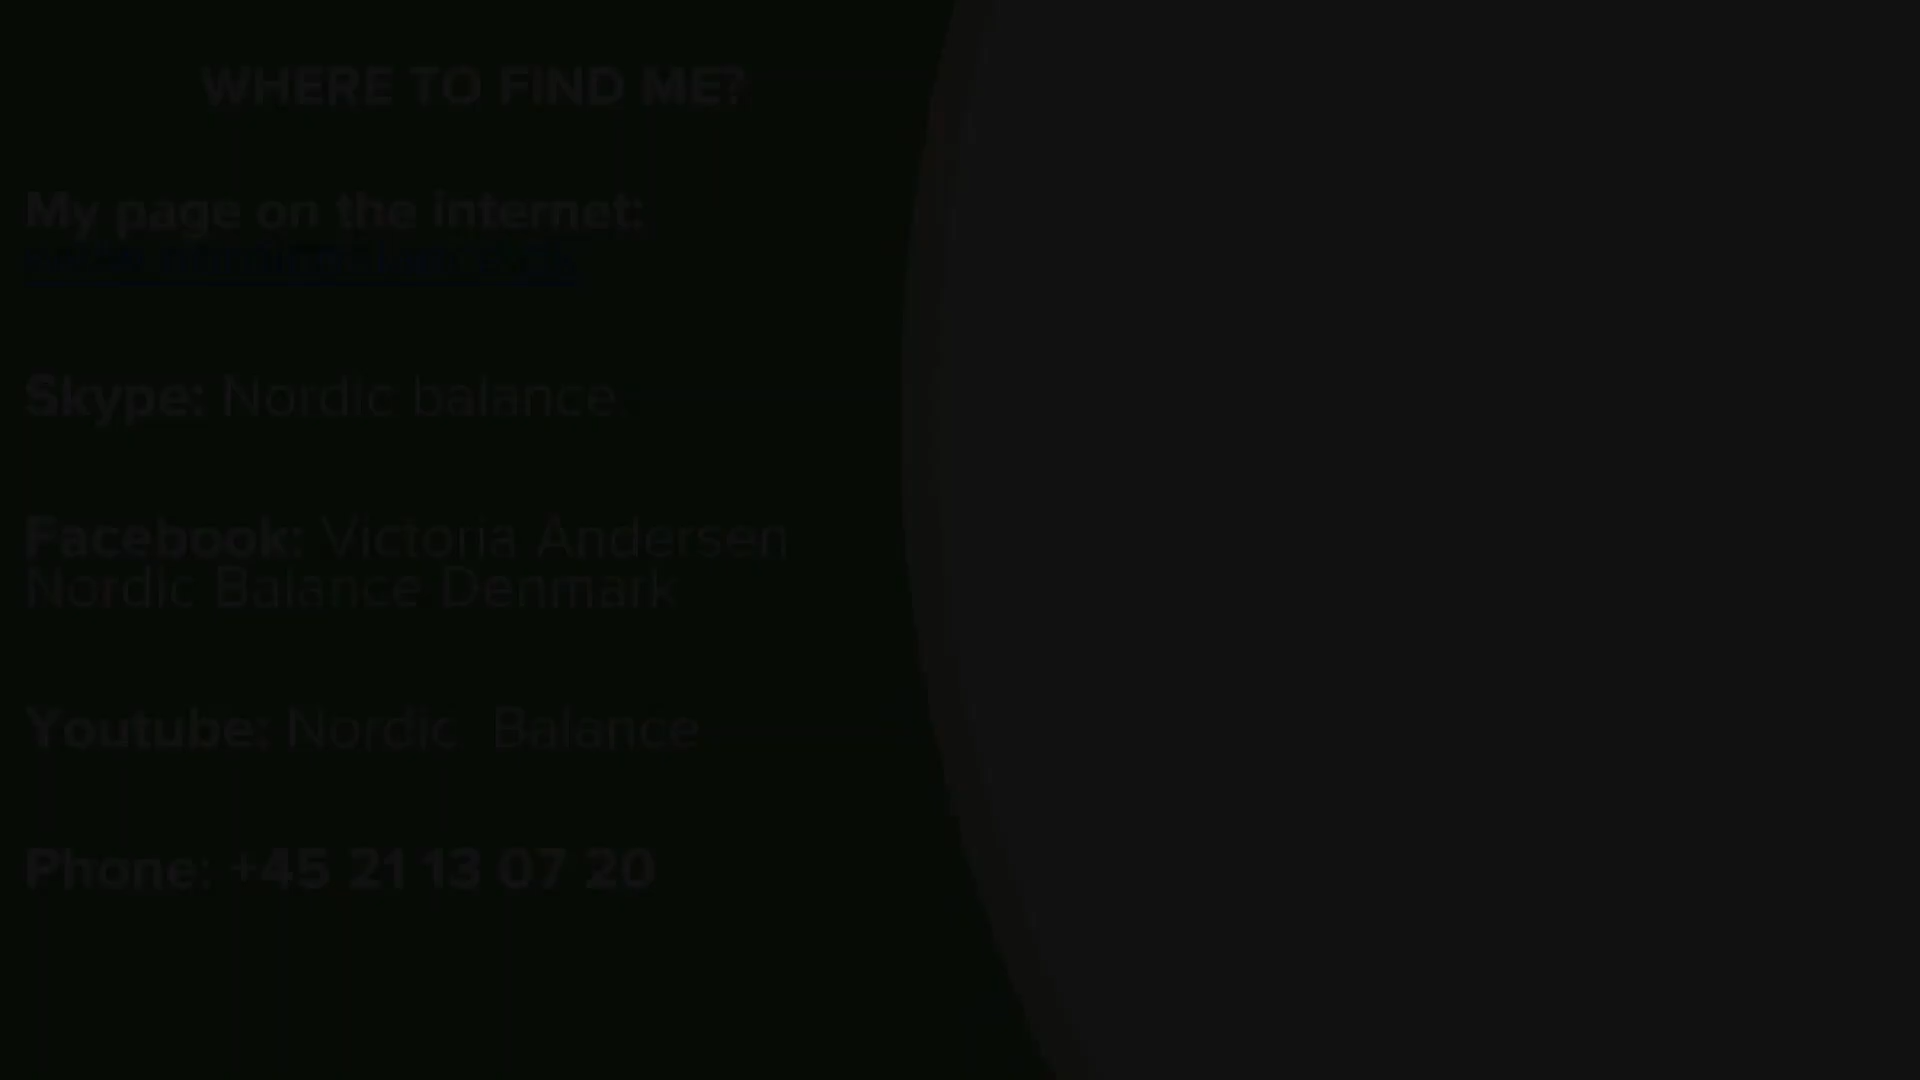 WHERE TO FIND ME?
My page on the internet:
Skype: Nordic balance
Facebook: Victoria Andersen
Nordic Balance Denmark
Youtube: Nordic Balance
Phone: +45 21 13 07 20